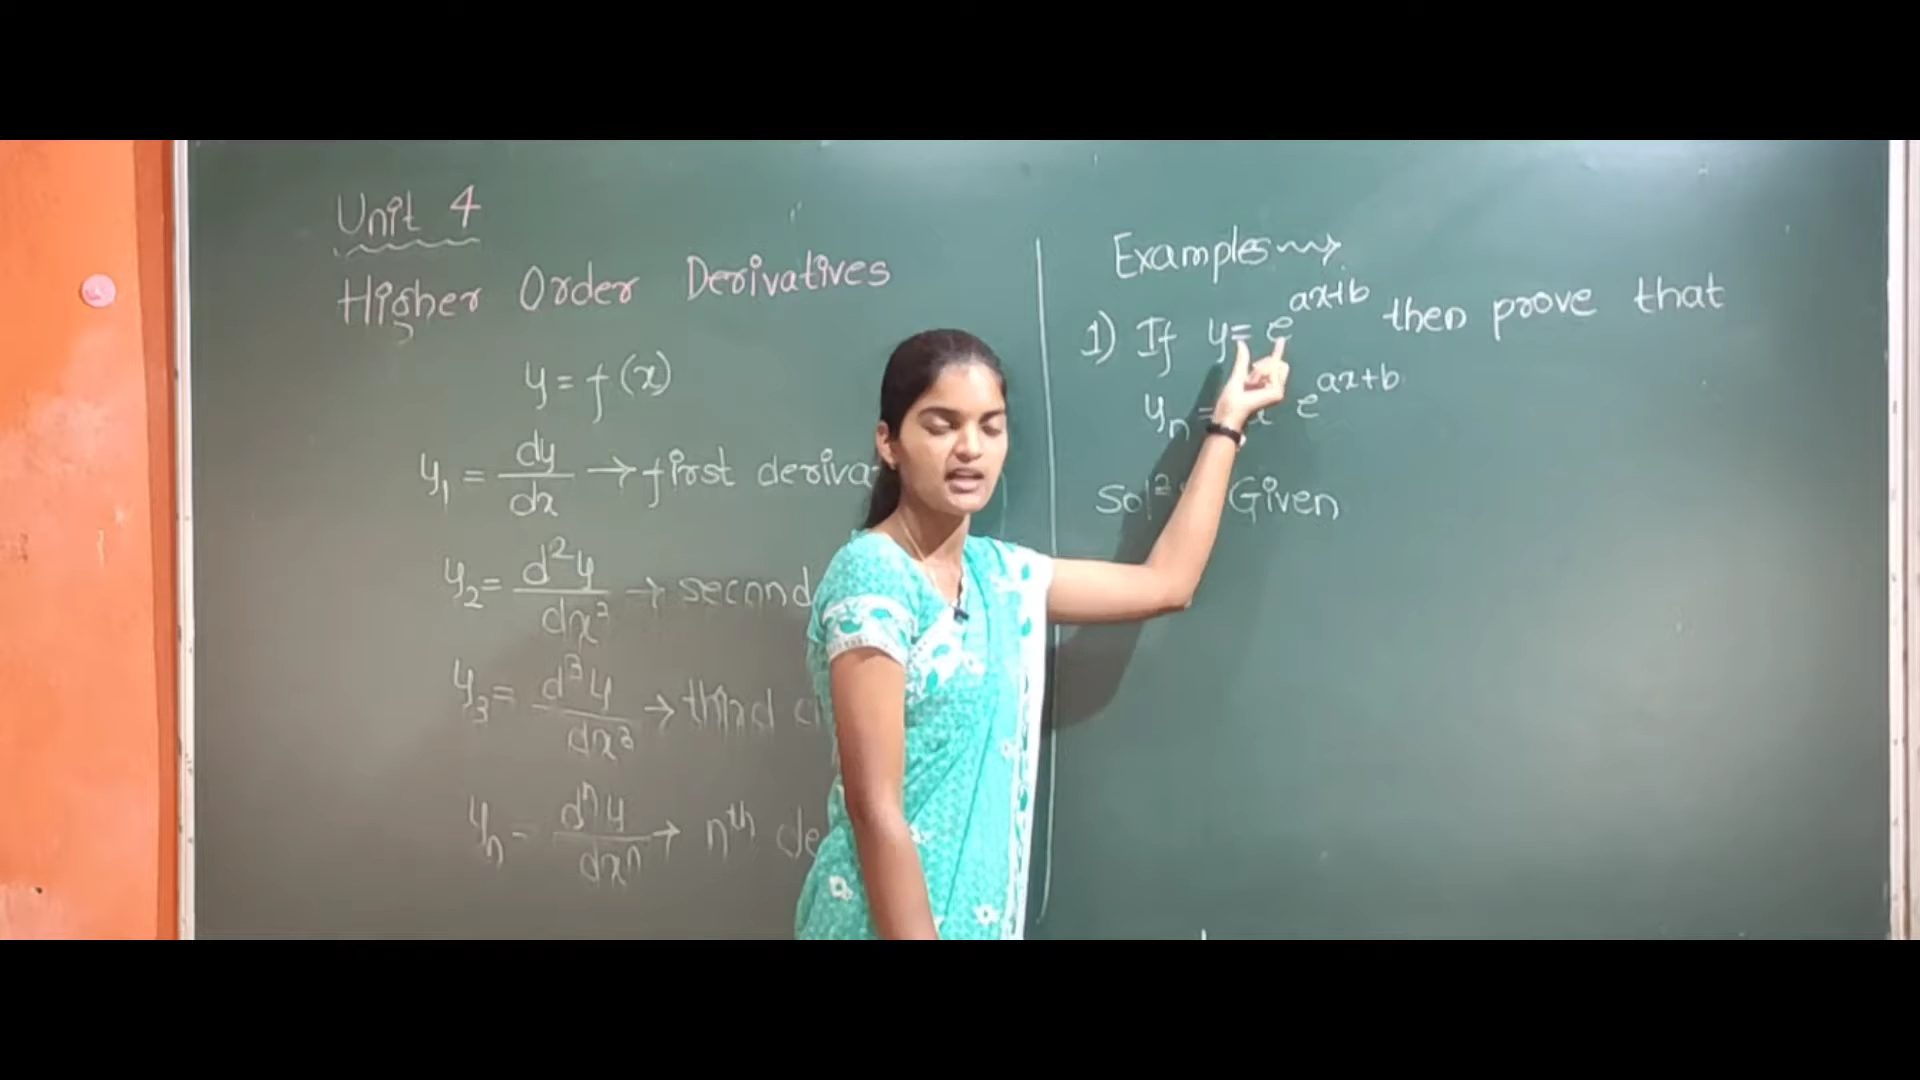 Unit 4
Higher Order Derivatives
y = f(x)
y₁ = dy/dx → first
y₂ = d²y/dx² → second
y₃ = d³y/dx³ → third
yₙ = dⁿy/dxⁿ → nᵗʰ
Examples⇝
1) If y = e^ax+b then prove that
yₙ = e^ax+b
Given